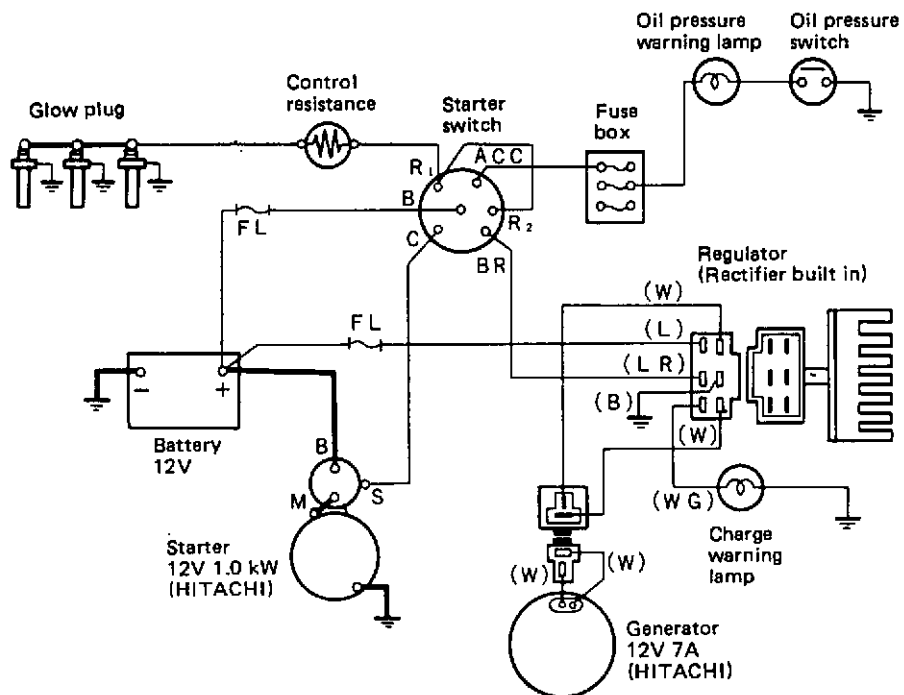 Oil pressure
warning lamp
Oil pressure
switch
Control
resistance
Glow plug
Starter
switch
Fuse
box
R1
ACC
B
R2
C
BR
FL
Regulator
(Rectifier built in)
(W)
FL
(L)
(LR)
(B)
(W)
−
+
Battery
12V
B
M
S
(WG)
Charge
warning
lamp
Starter
12V 1.0 kW
(HITACHI)
(W)
(W)
Generator
12V 7A
(HITACHI)